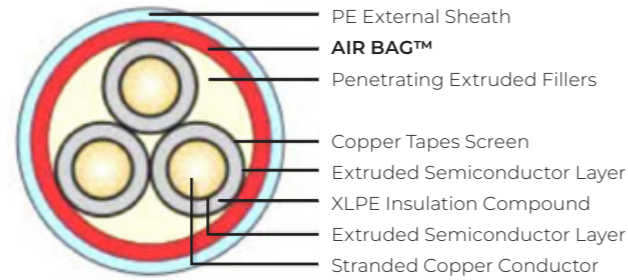 PE External Sheath
AIR BAG™
Penetrating Extruded Fillers
Copper Tapes Screen
Extruded Semiconductor Layer
XLPE Insulation Compound
Extruded Semiconductor Layer
Stranded Copper Conductor